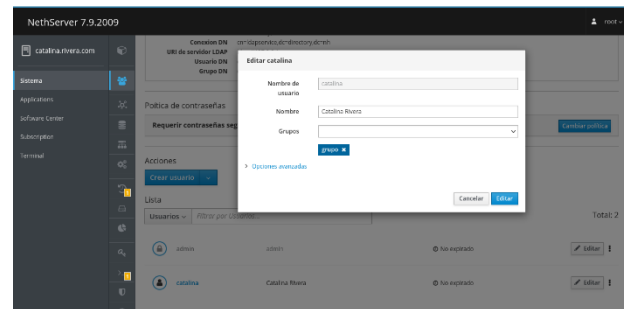 NethServer 7.9.2009
root
catalina.rivera.com
Sistema
Applications
Software Center
Subscription
Terminal
Conexion DN
URI de servidor LDAP
Usuario DN
Grupo DN
Política de contraseñas
Requerir contraseñas seg
Cambiar política
Acciones
Crear usuario
Lista
Usuarios
Filtrar por Usuarios...
Total: 2
admin
admin
No expirado
Editar
catalina
Catalina Rivera
No expirado
Editar
Editar catalina
Nombre de
usuario
catalina
Nombre
Catalina Rivera
Grupos
grupo ×
Opciones avanzadas
Cancelar
Editar